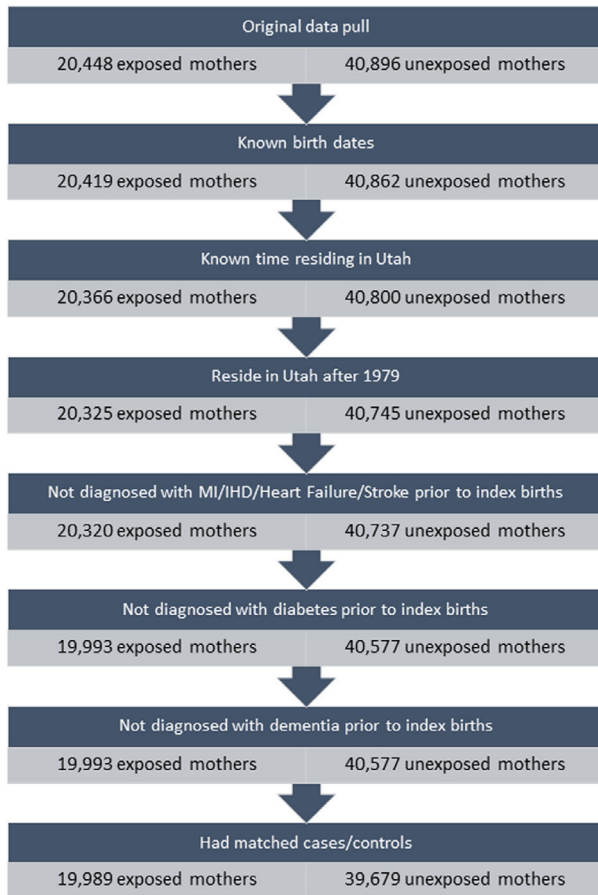 Original data pull
20,448 exposed mothers 40,896 unexposed mothers
Known birth dates
20,419 exposed mothers 40,862 unexposed mothers
Known time residing in Utah
20,366 exposed mothers 40,800 unexposed mothers
Reside in Utah after 1979
20,325 exposed mothers 40,745 unexposed mothers
Not diagnosed with MI/IHD/Heart Failure/Stroke prior to index births
20,320 exposed mothers 40,737 unexposed mothers
Not diagnosed with diabetes prior to index births
19,993 exposed mothers 40,577 unexposed mothers
Not diagnosed with dementia prior to index births
19,993 exposed mothers 40,577 unexposed mothers
Had matched cases/controls
19,989 exposed mothers 39,679 unexposed mothers